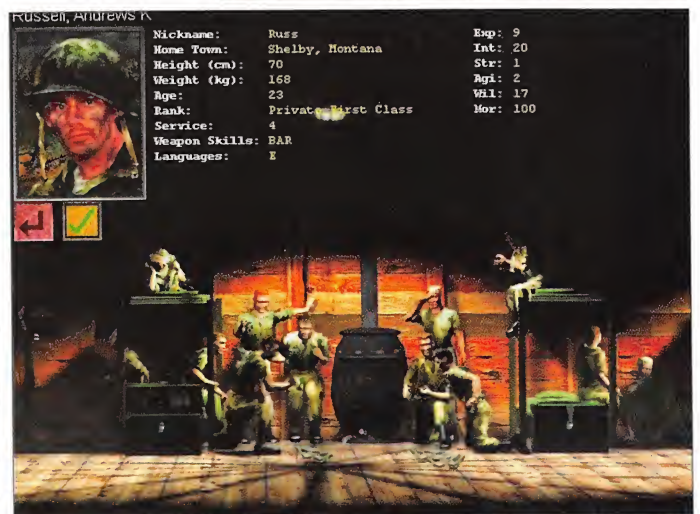 Russell, Andrews K
Nickname: Russ Exp: 9
Home Town: Shelby, Montana Int: 20
Height (cm): 70 Str: 1
Weight (kg): 168 Agi: 2
Age: 23 Wil: 17
Rank: Private First Class Mor: 100
Service: 4
Weapon Skills: BAR
Languages: E